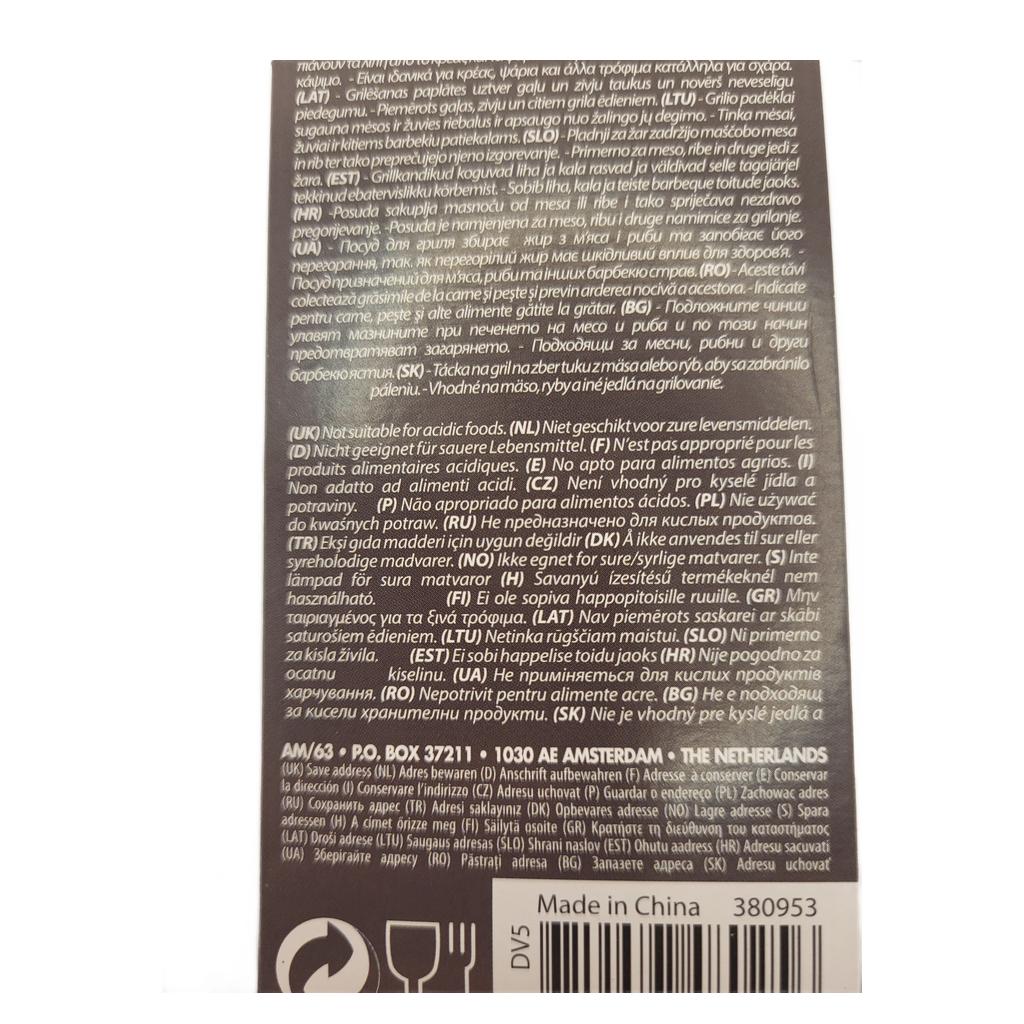 πιάνουν τα λίπη από το κρέας και
κάψιμο. - Είναι ιδανικά για κρέας, ψάρια και άλλα τρόφιμα κατάλληλα για σχάρα.
(LAT) - Grilēšanas paplātes uztver gaļu un zivju taukus un novērš neveselīgu
piedegumu. - Piemērots gaļas, zivju un citiem grila ēdieniem. (LTU) - Grilio padėklai
sugauna mėsos ir žuvies riebalus ir apsaugo nuo žalingo jų degimo. - Tinka mėsai,
žuviai ir kitiems barbekiu patiekalams. (SLO) - Pladnji za žar zadržijo maščobo mesa
in rib ter tako preprečujejo njeno izgorevanje. - Primerno za meso, ribe in druge jedi z
žara. (EST) - Grillkandikud koguvad liha ja kala rasvad ja väldivad selle tagajärjel
tekkinud ebatervislikku kõrbemist. - Sobib liha, kala ja teiste barbeque toitude jaoks.
(HR) -Posuda sakuplja masnoću od mesa ili ribe i tako spriječava nezdravo
pregorijevanje. -Posuda je namjenjena za meso, ribu i druge namirnice za grilanje.
(UA) - Посуд для гриля збирає жир з м'яса і риби та запобігає його
перегорання, так, як перегорілий жир має шкідливий вплив для здоров'я. -
Посуд призначений для м'яса, риби та інших барбекю страв. (RO) - Aceste tăvi
colectează grăsimile de la carne și pește și previn arderea nocivă a acestora. - Indicate
pentru carne, pește și alte alimente gătite la grătar. (BG) - Подложните чинии
улавят мазнините при печенето на месо и риба и по този начин
предотвратяват загарянето. - Подходящи за месни, рибни и други
барбекю ястия. (SK) - Tácka na gril na zber tuku z mäsa alebo rýb, aby sa zabránilo
páleniu. - Vhodné na mäso, ryby a iné jedlá na grilovanie.
(UK) Not suitable for acidic foods. (NL) Niet geschikt voor zure levensmiddelen.
(D) Nicht geeignet für sauere Lebensmittel. (F) N'est pas approprié pour les
produits alimentaires acidiques. (E) No apto para alimentos agrios. (I)
Non adatto ad alimenti acidi. (CZ) Není vhodný pro kyselé jídla a
potraviny. (P) Não apropriado para alimentos ácidos. (PL) Nie używać
do kwaśnych potraw. (RU) Не предназначено для кислых продуктов.
(TR) Ekşi gıda madderi için uygun değildir (DK) Å ikke anvendes til sur eller
syreholodige madvarer. (NO) Ikke egnet for sure/syrlige matvarer. (S) Inte
lämpad för sura matvaror (H) Savanyú ízesítésű termékeknél nem
használható. (FI) Ei ole sopiva happopitoisille ruuille. (GR) Μην
ταιριαγμένος για τα ξινά τρόφιμα. (LAT) Nav piemērots saskarei ar skābi
saturošiem ēdieniem. (LTU) Netinka rūgščiam maistui. (SLO) Ni primerno
za kisla živila. (EST) Ei sobi happelise toidu jaoks (HR) Nije pogodno za
ocatnu kiselinu. (UA) Не приміняється для кислих продуктів
харчування. (RO) Nepotrivit pentru alimente acre. (BG) Не е подходящ
за кисели хранителни продукти. (SK) Nie je vhodný pre kyslé jedlá a
AM/63 • P.O. BOX 37211 • 1030 AE AMSTERDAM • THE NETHERLANDS
(UK) Save address (NL) Adres bewaren (D) Anschrift aufbewahren (F) Adresse à conserver (E) Conservar
la dirección (I) Conservare l'indirizzo (CZ) Adresu uchovat (P) Guardar o endereço (PL) Zachowac adres
(RU) Сохранить адрес (TR) Adresi saklayiniz (DK) Opbevares adresse (NO) Lagre adresse (S) Spara
adressen (H) A címet őrizze meg (FI) Säilytä osoite (GR) Κρατήστε τη διεύθυνση του καταστήματος
(LAT) Droši adrese (LTU) Saugaus adresas (SLO) Shrani naslov (EST) Ohutu aadress (HR) Adresu sacuvati
(UA) Зберігайте адресу (RO) Păstrați adresa (BG) Запазете адреса (SK) Adresu uchovať
Made in China 380953
DV5